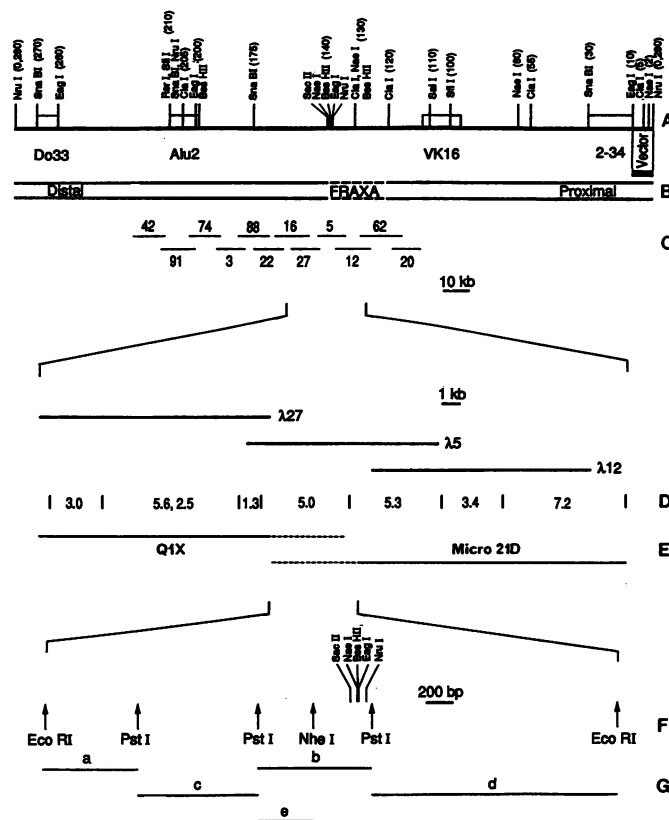 Nru I (0,280)
Sna BI (270)
Eag I (260)
Sfi I (210)
Sna BI, Nru I
Cla I (205)
Eag I (200)
Bss HII
Sna BI (175)
Sac II
Nae I
Bss HII (140)
Eag I
Nru I
Cla I, Nae I (130)
Bss HII
Cla I (120)
Sal I (110)
Sfi I (100)
Nae I (60)
Cla I (55)
Sna BI (30)
Eag I (10)
Cla I (5)
Nae I (2)
Nru (0,280)
A
Do33 Alu2 VK16 2-34 Vector
B
Distal FRAXA Proximal
42 74 88 16 5 62
C
91 3 22 27 12 20
10 kb
1 kb
λ27
λ5
λ12
3.0 5.6, 2.5 1.3 5.0 5.3 3.4 7.2 D
Q1X Micro 21D E
Sac II
Nae I
Bss HII,
Eag I
Nru I
200 bp
F
Eco RI Pst I Pst I Nhe I Pst I Eco RI
a b
c d G
e